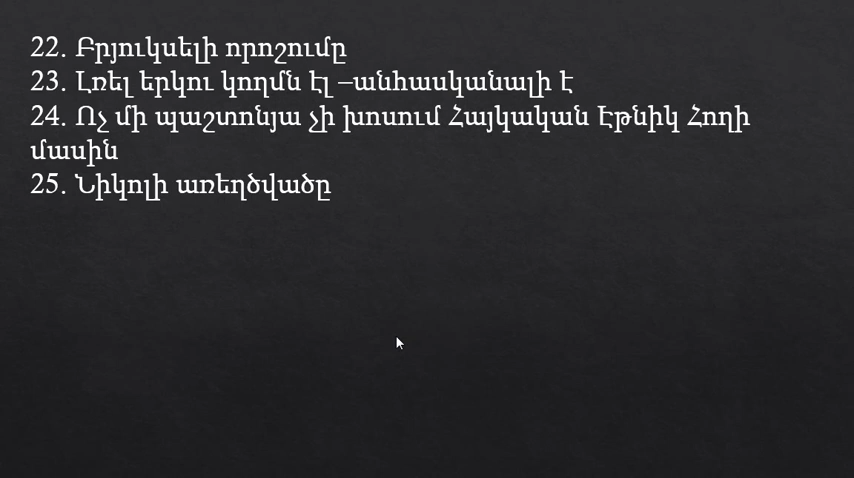 22. Բրյուկսելի որոշումը
23. Լռել երկու կողմն էլ –անհասկանալի է
24. Ոչ մի պաշտոնյա չի խոսում Հայկական Էթնիկ Հողի
մասին
25. Նիկոլի առեղծվածը